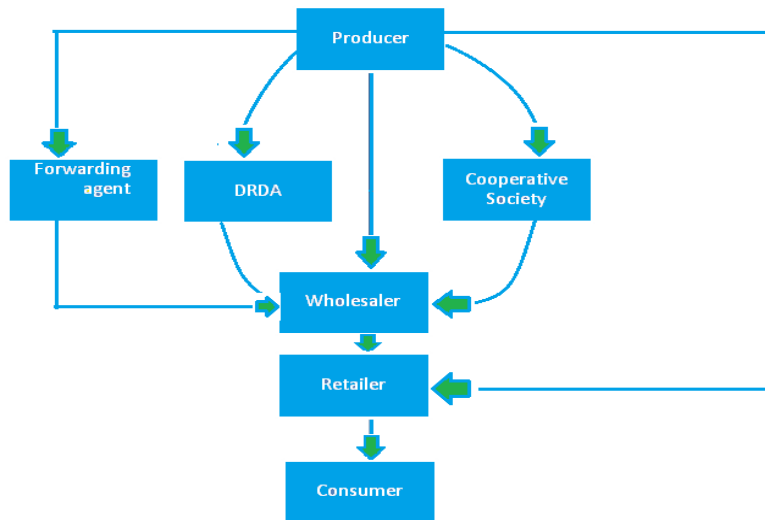 Producer
Forwarding
agent
DRDA
Cooperative
Society
Wholesaler
Retailer
Consumer